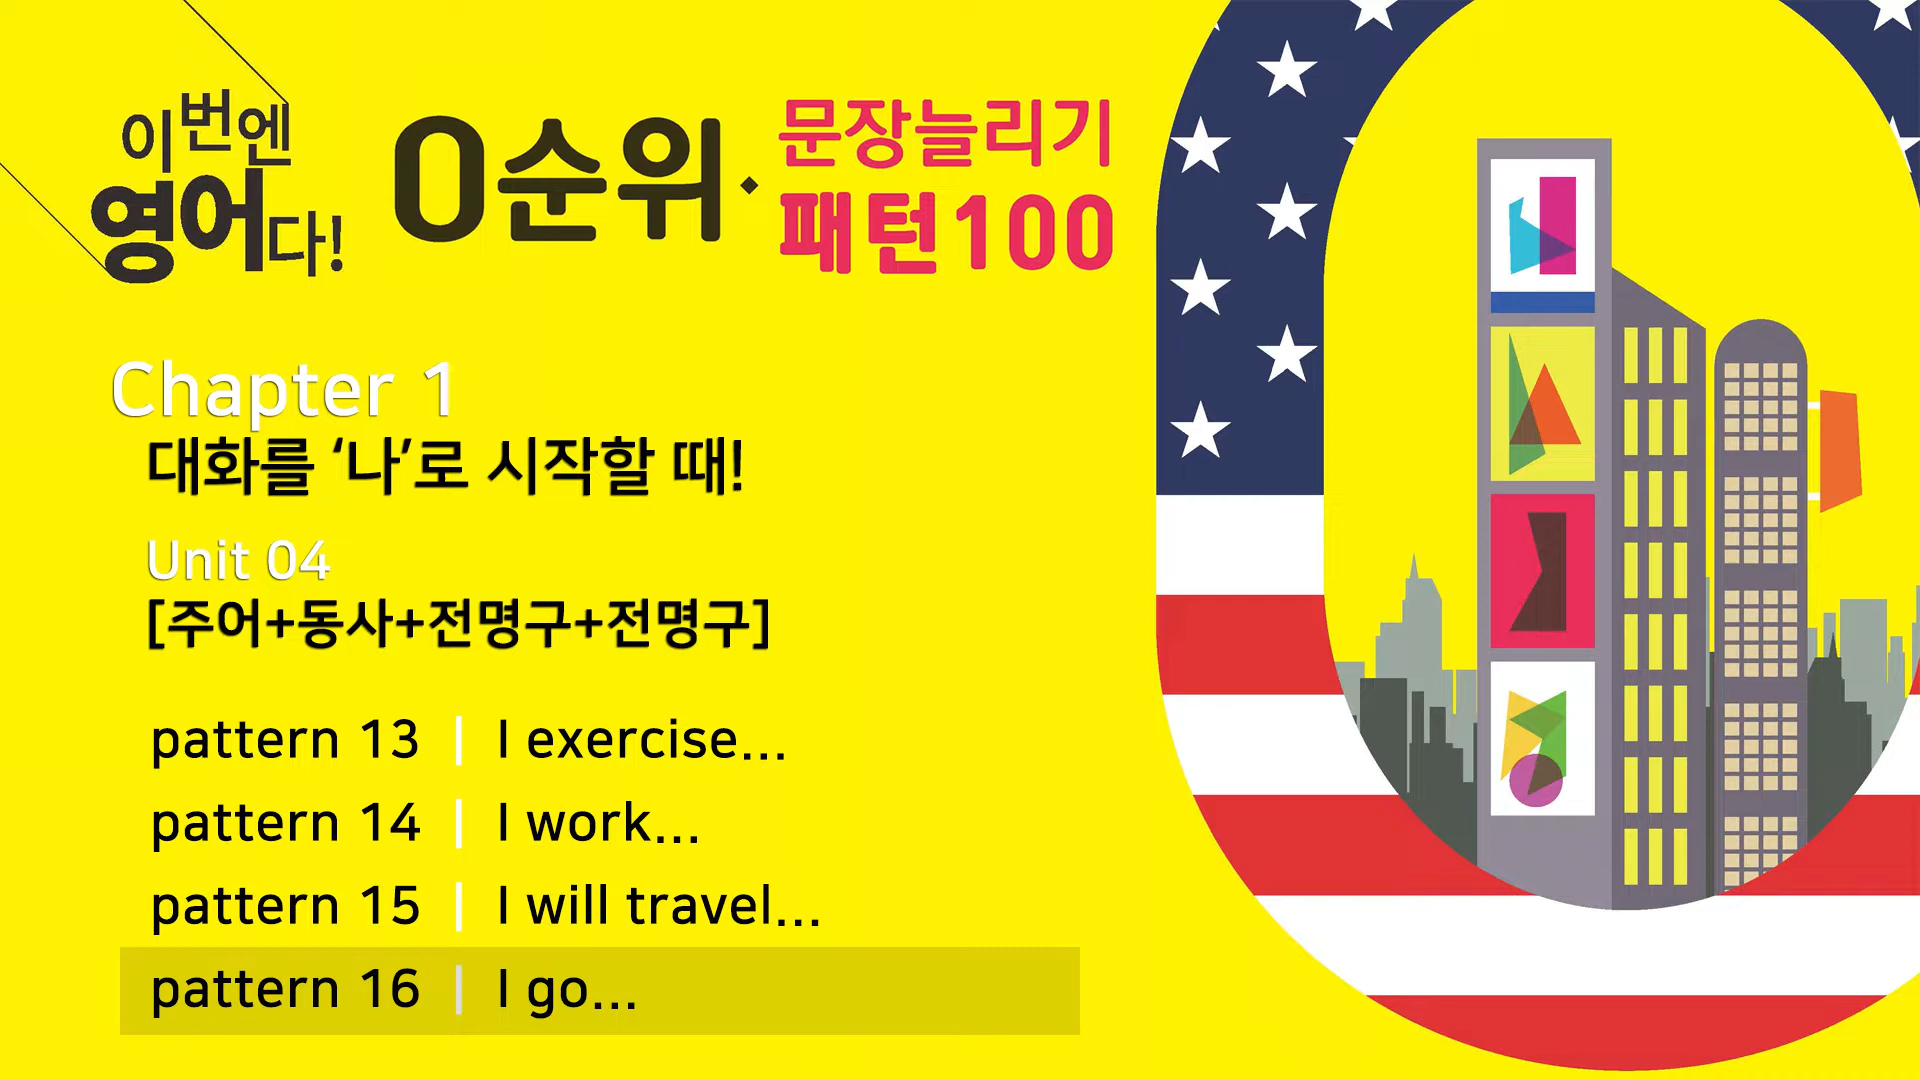 이번엔
영어다!
0순위·
문장늘리기
패턴100
Chapter 1
대화를 ‘나’로 시작할 때!
Unit 04
[주어+동사+전명구+전명구]
pattern 13 | I exercise...
pattern 14 | I work...
pattern 15 | I will travel...
pattern 16 | I go...